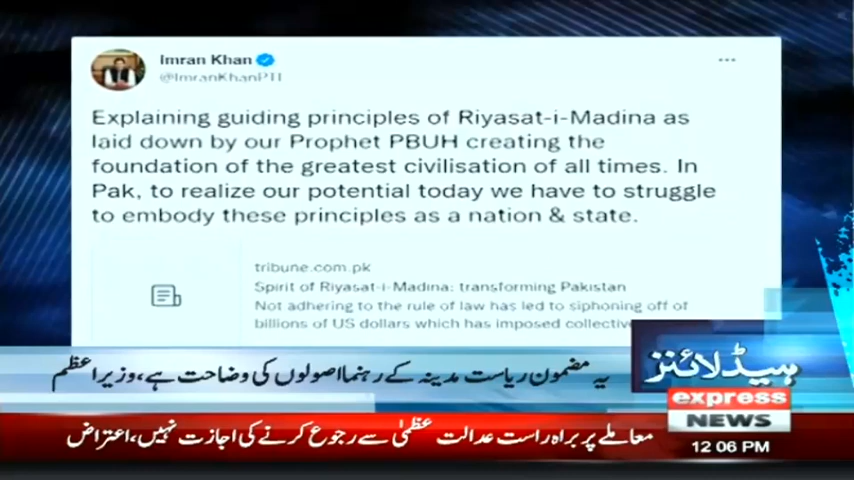 Imran Khan
@ImranKhanPTI
Explaining guiding principles of Riyasat-i-Madina as
laid down by our Prophet PBUH creating the
foundation of the greatest civilisation of all times. In
Pak, to realize our potential today we have to struggle
to embody these principles as a nation & state.
tribune.com.pk
Spirit of Riyasat-i-Madina: transforming Pakistan
Not adhering to the rule of law has led to siphoning off of
billions of US dollars which has imposed collective
ہیڈلائنز
یہ مضمون ریاست مدینہ کے رہنما اصولوں کی وضاحت ہے، وزیراعظم
express
NEWS
معاملے پر براہ راست عدالت عظمیٰ سے رجوع کرنے کی اجازت نہیں، اعتراض
12:06 PM